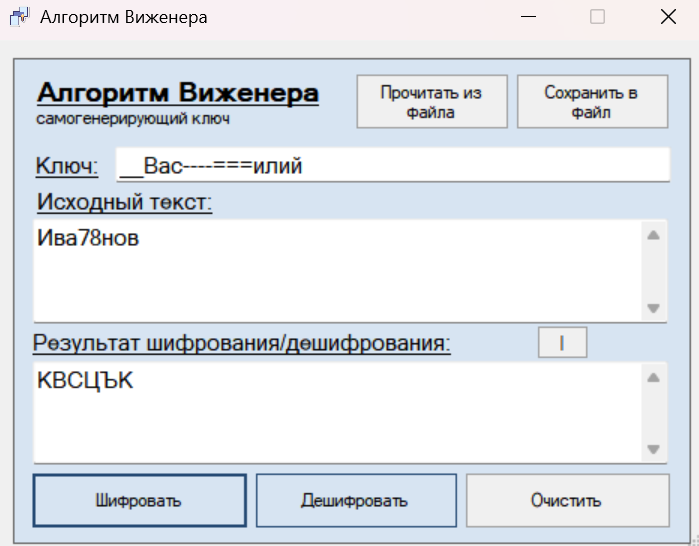 Алгоритм Виженера
Алгоритм Виженера
самогенерирующий ключ
Прочитать из
файла
Сохранить в
файл
Ключ: __Вас----===илий
Исходный текст:
Ива78нов
Результат шифрования/дешифрования:
I
КВСЦЪК
Шифровать
Дешифровать
Очистить